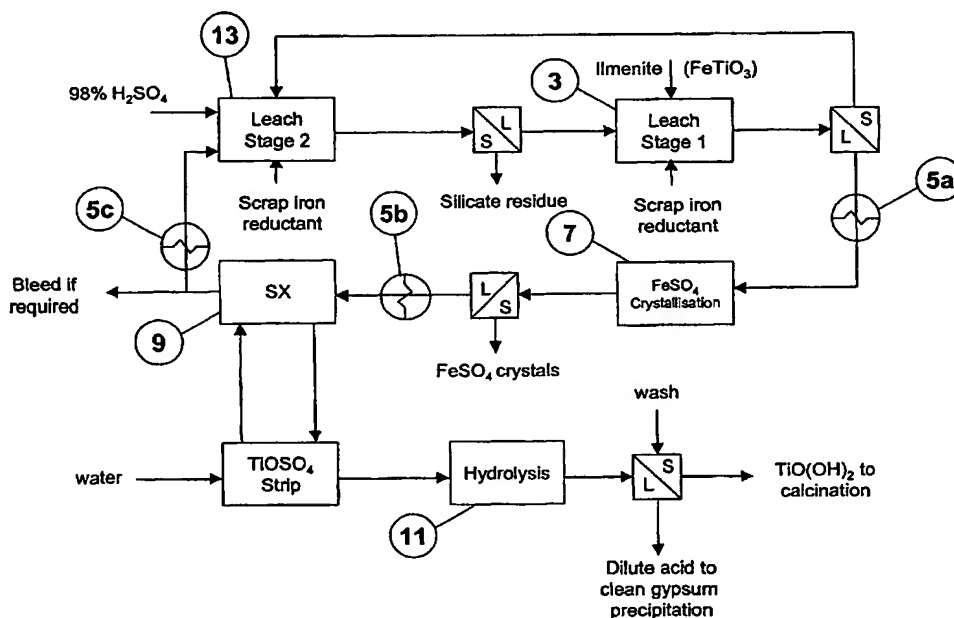 13
Ilmenite (FeTiO₃)
3
98% H₂SO₄
Leach
Stage 2
S L
Leach
Stage 1
S
L
5c
Scrap iron
reductant
Silicate residue
Scrap iron
reductant
5a
5b
7
Bleed if
required
SX
L
S
FeSO₄
Crystallisation
9
FeSO₄ crystals
wash
water
TiOSO₄
Strip
Hydrolysis
S
L
TiO(OH)₂ to
calcination
11
Dilute acid to
clean gypsum
precipitation